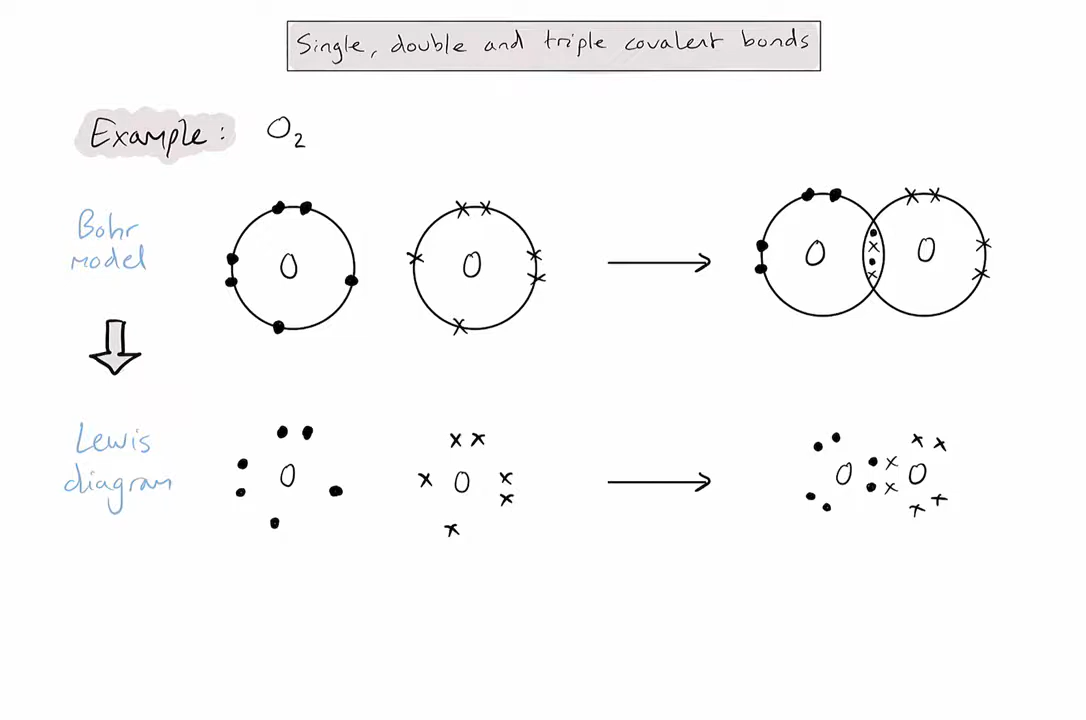 Single, double and triple covalent bonds
Example: O2
Bohr
model
O O O O
Lewis
diagram
O O O O